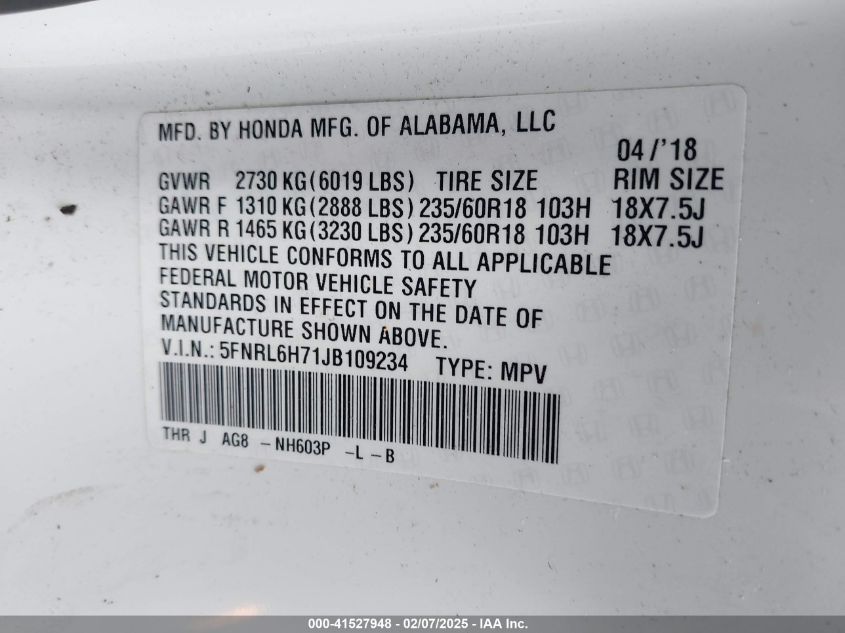 MFD. BY HONDA MFG. OF ALABAMA, LLC
04/'18
GVWR 2730 KG(6019 LBS) TIRE SIZE RIM SIZE
GAWR F 1310 KG(2888 LBS) 235/60R18 103H 18X7.5J
GAWR R 1465 KG(3230 LBS) 235/60R18 103H 18X7.5J
THIS VEHICLE CONFORMS TO ALL APPLICABLE
FEDERAL MOTOR VEHICLE SAFETY
STANDARDS IN EFFECT ON THE DATE OF
MANUFACTURE SHOWN ABOVE.
V.I.N.: 5FNRL6H71JB109234 TYPE: MPV
THR J AG8 -NH603P -L-B
000-41527948 - 02/07/2025 - IAA Inc.